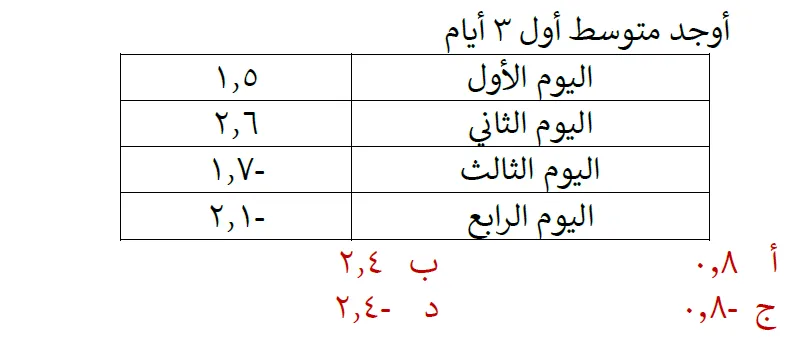 أوجد متوسط أول ٣ أيام
اليوم الأول ١,٥
اليوم الثاني ٢,٦
اليوم الثالث -١,٧
اليوم الرابع -٢,١
أ ٠,٨ ب ٢,٤
ج -٠,٨ د -٢,٤